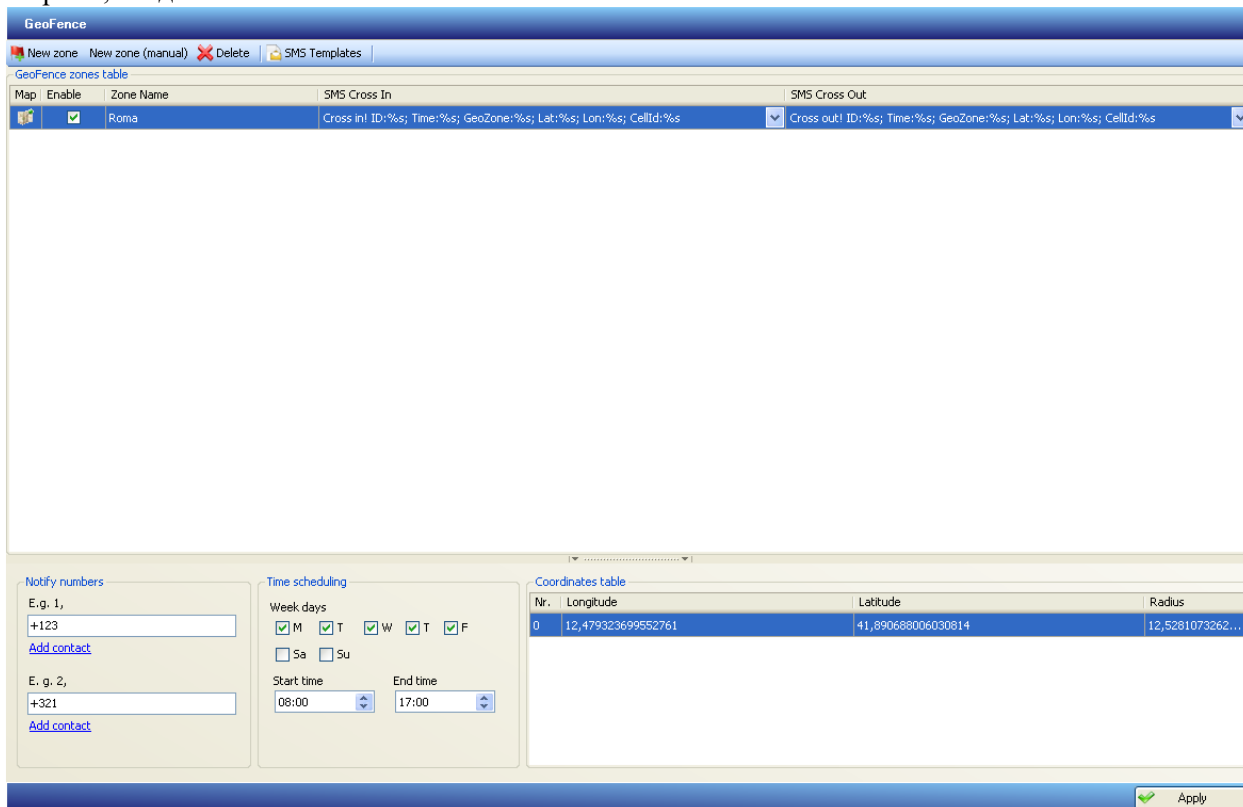 GeoFence
New zone New zone (manual) Delete SMS Templates
GeoFence zones table
Map Enable Zone Name SMS Cross In SMS Cross Out
Roma Cross in! ID:%s; Time:%s; GeoZone:%s; Lat:%s; Lon:%s; CellId:%s Cross out! ID:%s; Time:%s; GeoZone:%s; Lat:%s; Lon:%s; CellId:%s
Notify numbers
E.g. 1,
+123
Add contact
E. g. 2,
+321
Add contact
Time scheduling
Week days
M T W T F
Sa Su
Start time End time
08:00 17:00
Coordinates table
Nr. Longitude Latitude Radius
0 12,479323699552761 41,890688006030814 12,5281073262...
Apply